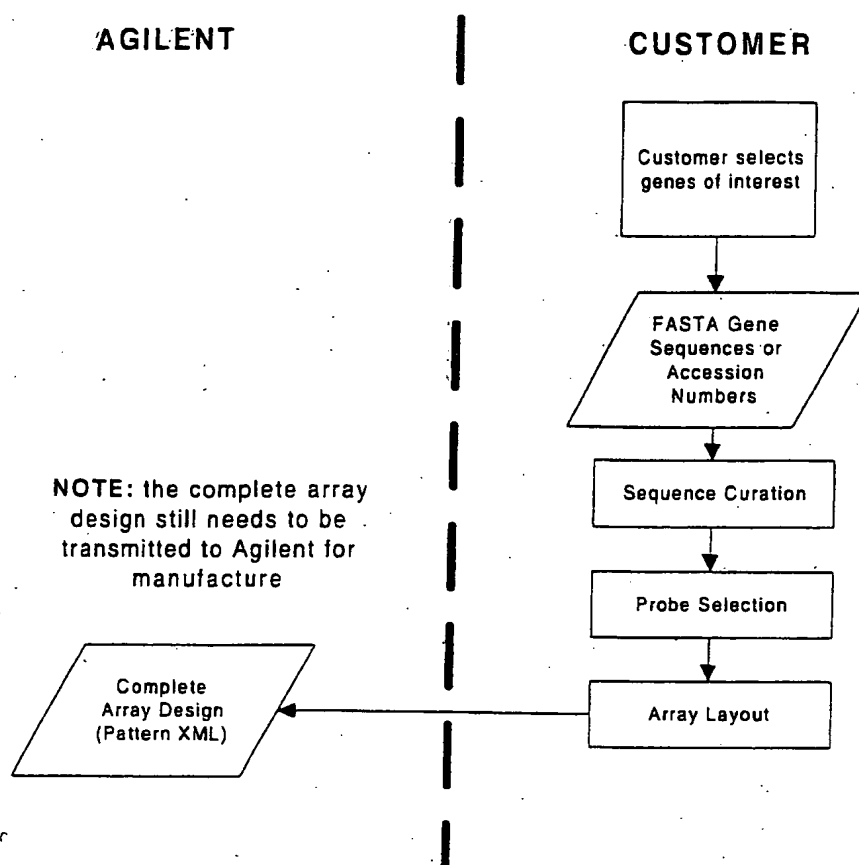 AGILENT
CUSTOMER
Customer selects
genes of interest
FASTA Gene
Sequences or
Accession
Numbers
Sequence Curation
NOTE: the complete array
design still needs to be
transmitted to Agilent for
manufacture
Probe Selection
Complete
Array Design
(Pattern XML)
Array Layout